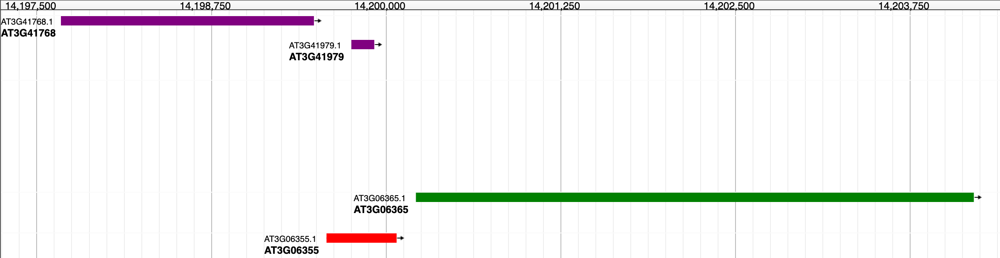 14,197,500 14,198,750 14,200,000 14,201,250 14,202,500 14,203,750
AT3G41768.1
AT3G41768
AT3G41979.1
AT3G41979
AT3G06365.1
AT3G06365
AT3G06355.1
AT3G06355